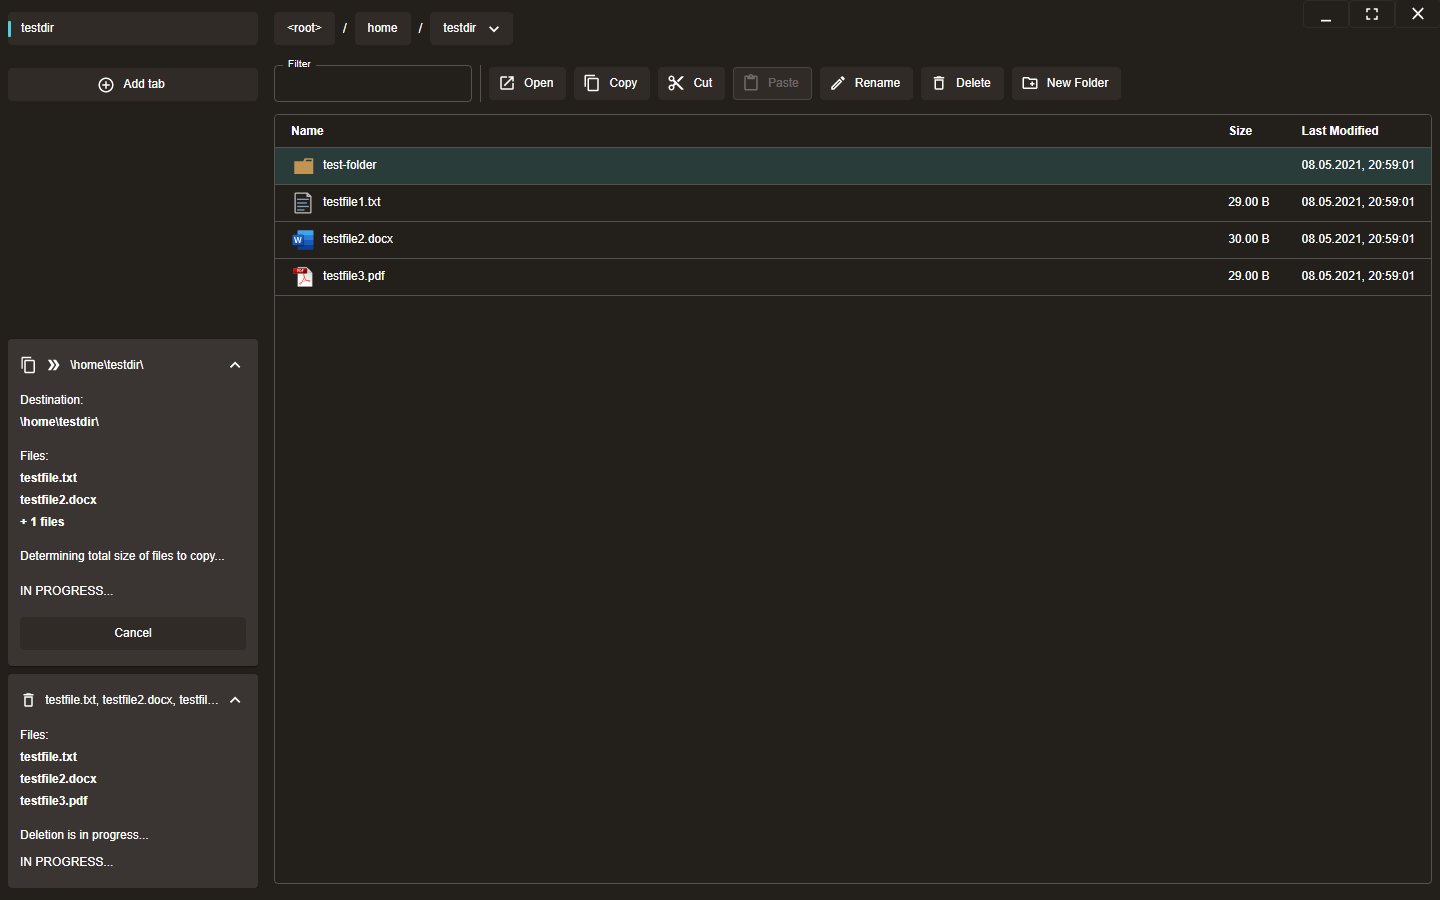 testdir
<root> / home / testdir
Add tab
Filter
Open Copy Cut Paste Rename Delete New Folder
Name Size Last Modified
test-folder 08.05.2021, 20:59:01
testfile1.txt 29.00 B 08.05.2021, 20:59:01
testfile2.docx 30.00 B 08.05.2021, 20:59:01
testfile3.pdf 29.00 B 08.05.2021, 20:59:01
\home\testdir\
Destination:
\home\testdir\
Files:
testfile.txt
testfile2.docx
+ 1 files
Determining total size of files to copy...
IN PROGRESS...
Cancel
testfile.txt, testfile2.docx, testfil...
Files:
testfile.txt
testfile2.docx
testfile3.pdf
Deletion is in progress...
IN PROGRESS...